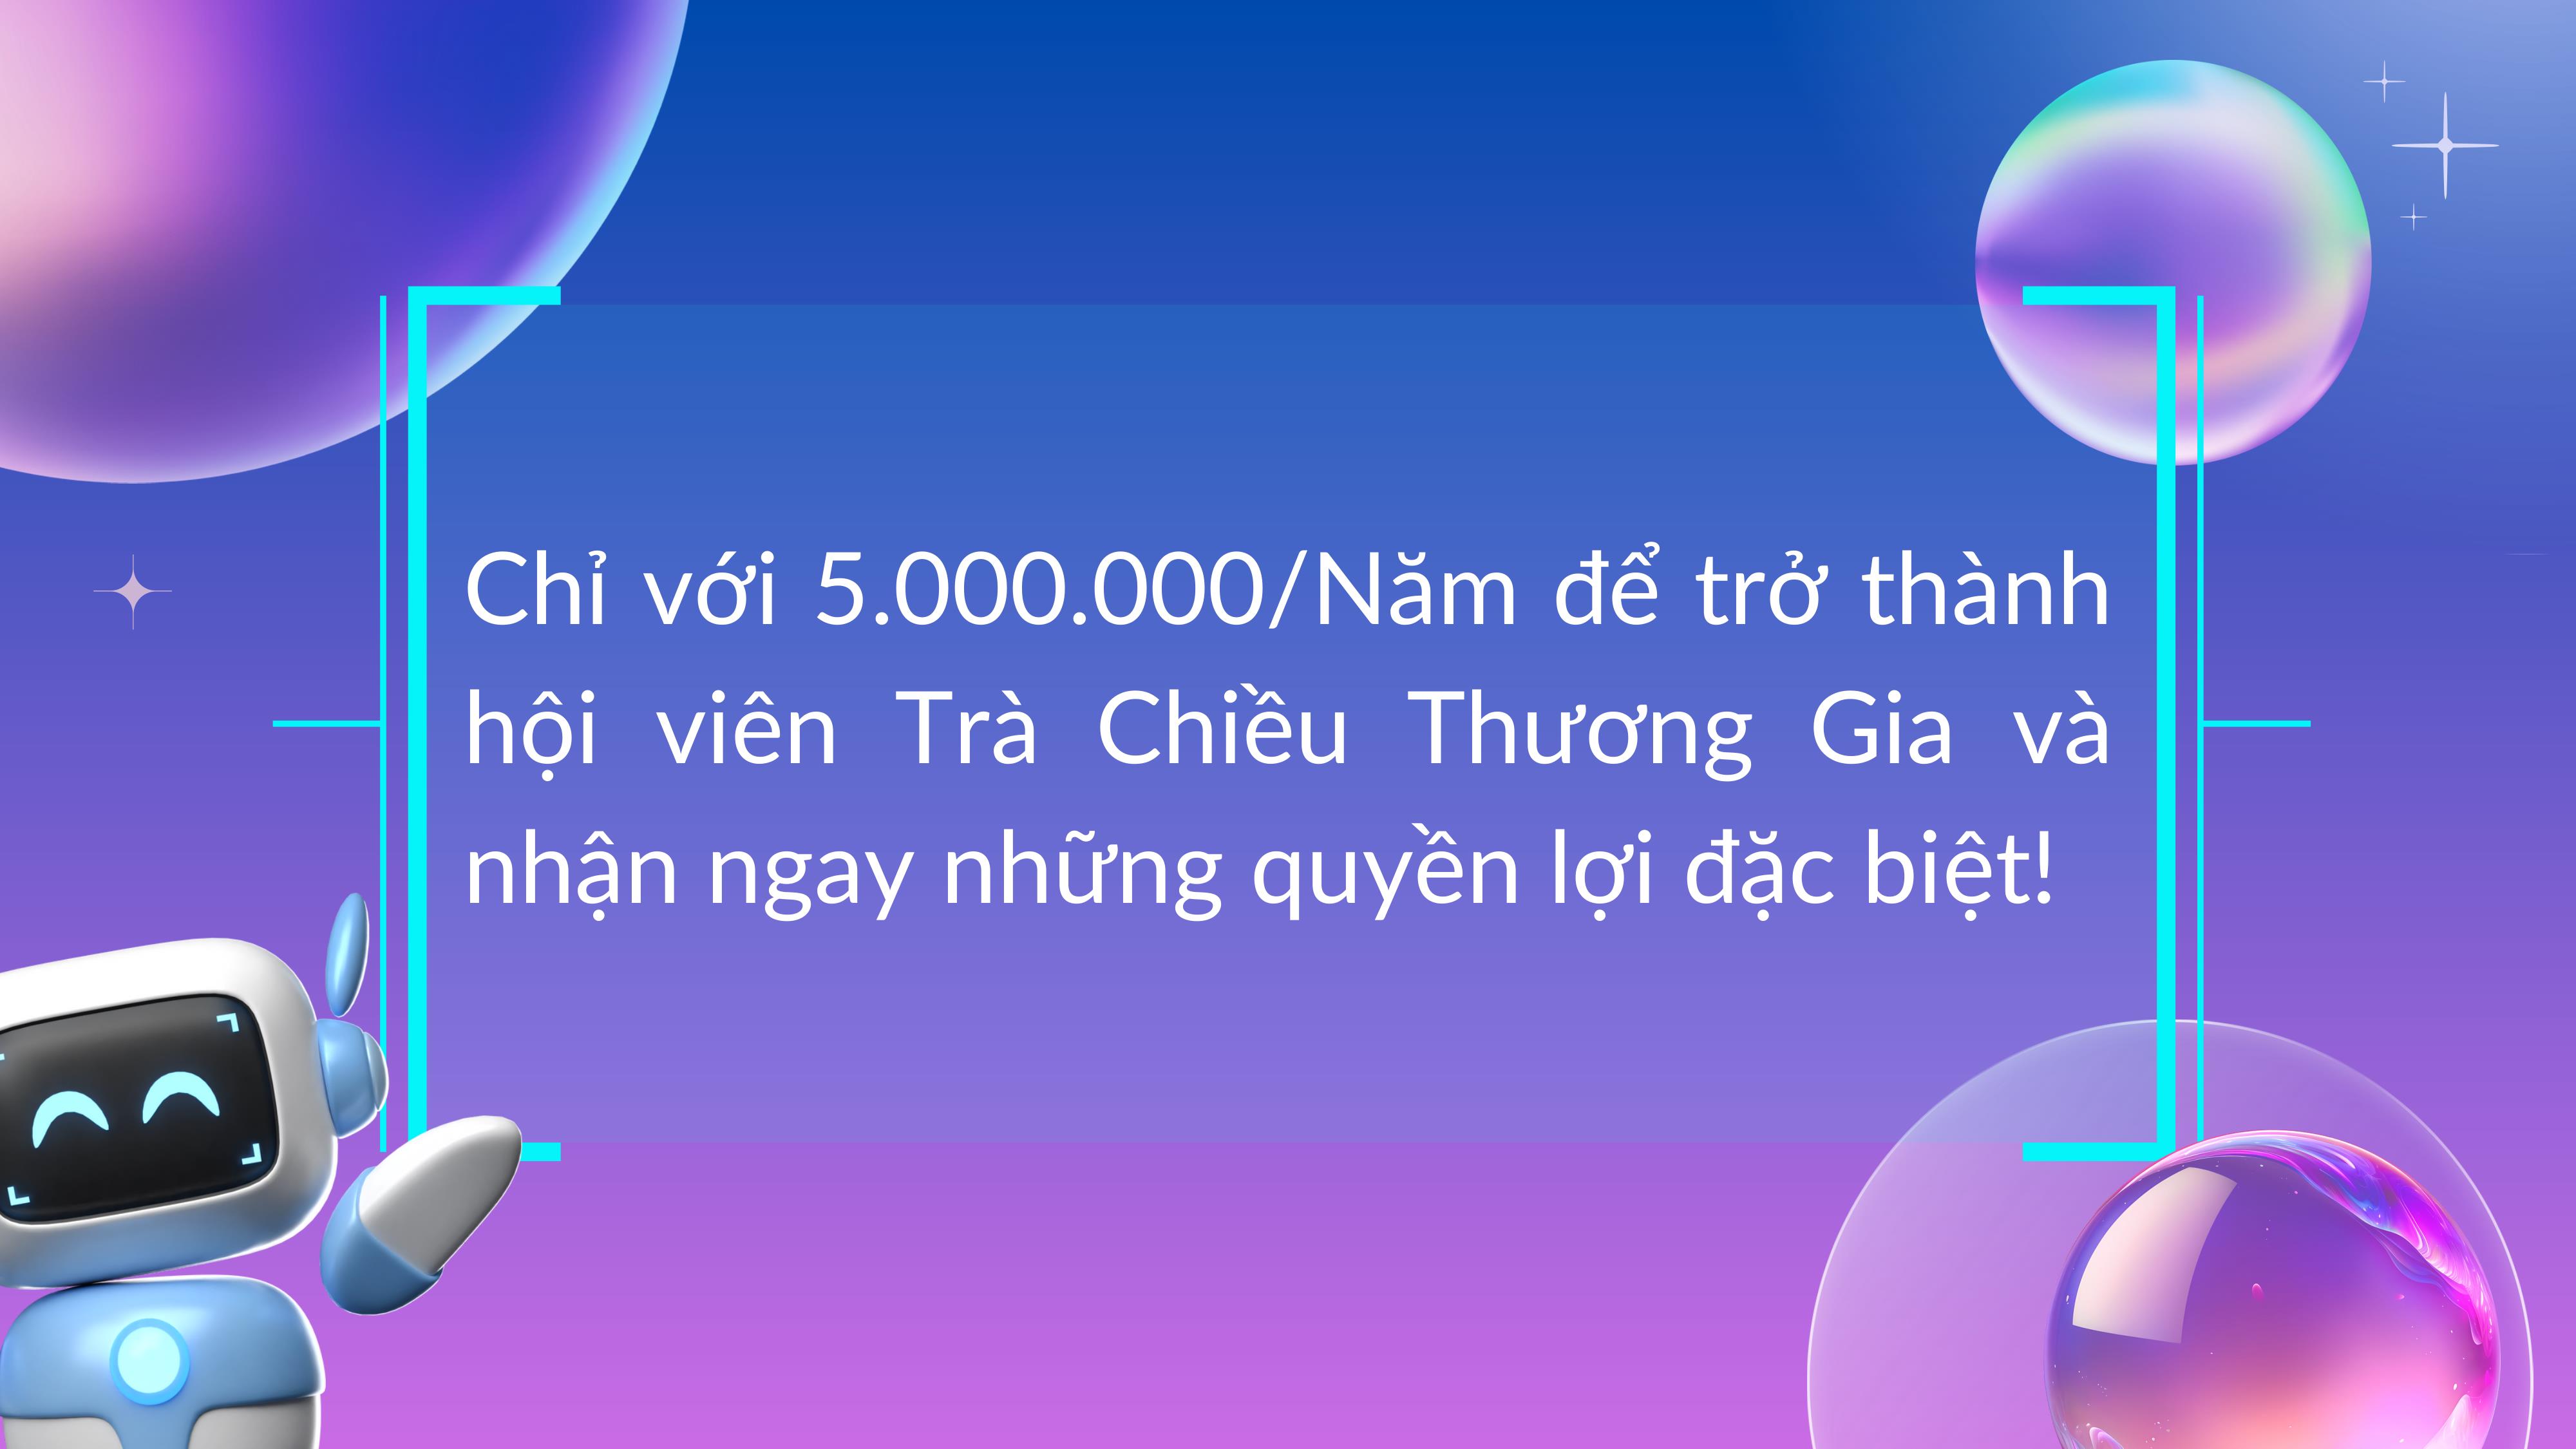 Chỉ với 5.000.000/Năm để trở thành
hội viên Trà Chiều Thương Gia và
nhận ngay những quyền lợi đặc biệt!